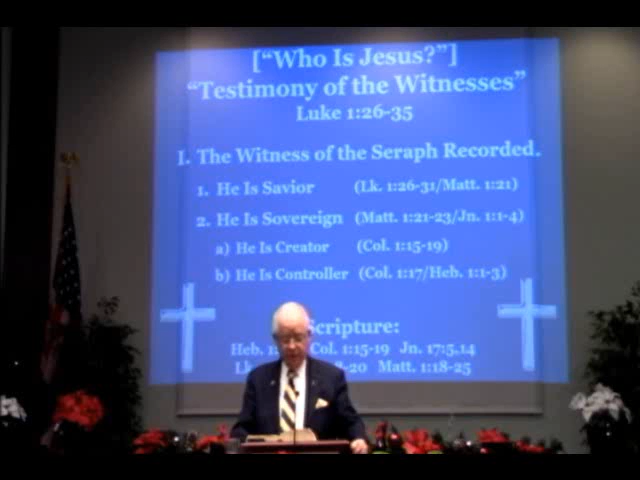 ["Who Is Jesus?"]
"Testimony of the Witnesses"
Luke 1:26-35
I. The Witness of the Seraph Recorded.
1. He Is Savior (Lk. 1:26-31/Matt. 1:21)
2. He Is Sovereign (Matt. 1:21-23/Jn. 1:1-4)
a) He Is Creator (Col. 1:15-19)
b) He Is Controller (Col. 1:17/Heb. 1:1-3)
Scripture:
Heb. Col. 1:15-19 Jn. 17:5,14
Matt. 1:18-25